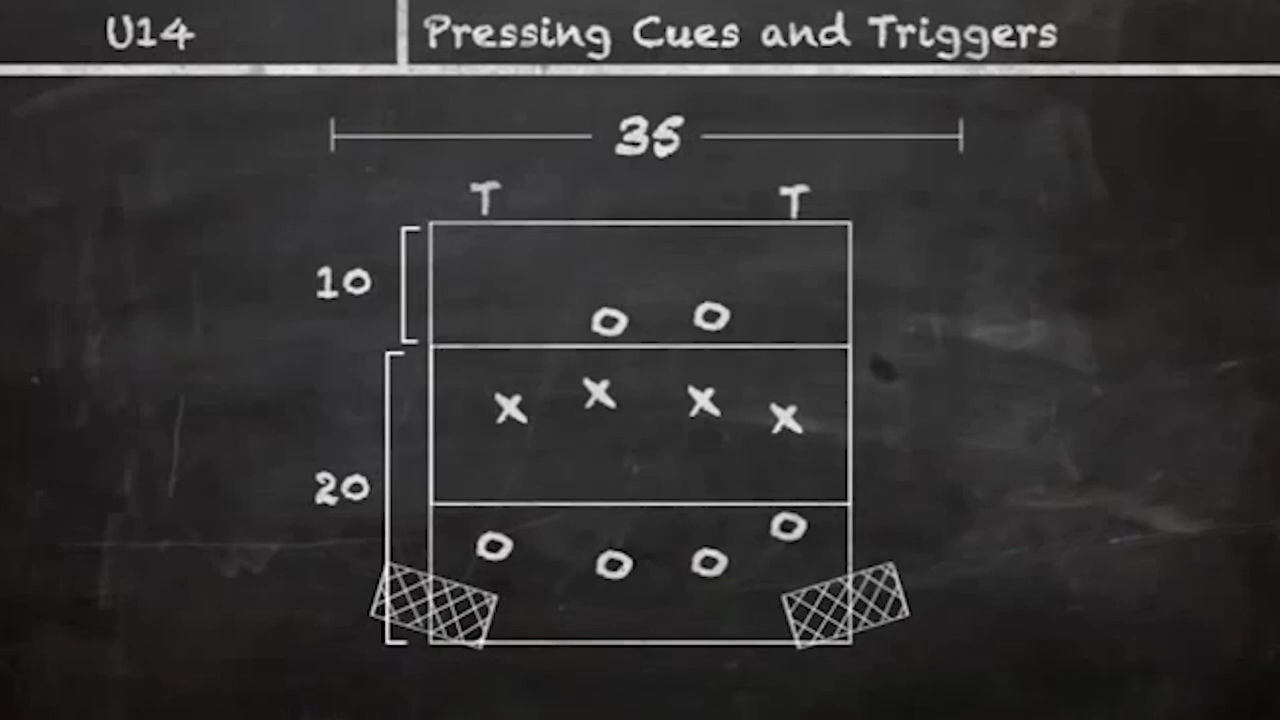 U14
Pressing Cues and Triggers
35
T T
10
O O
X X X X
20
O O O O